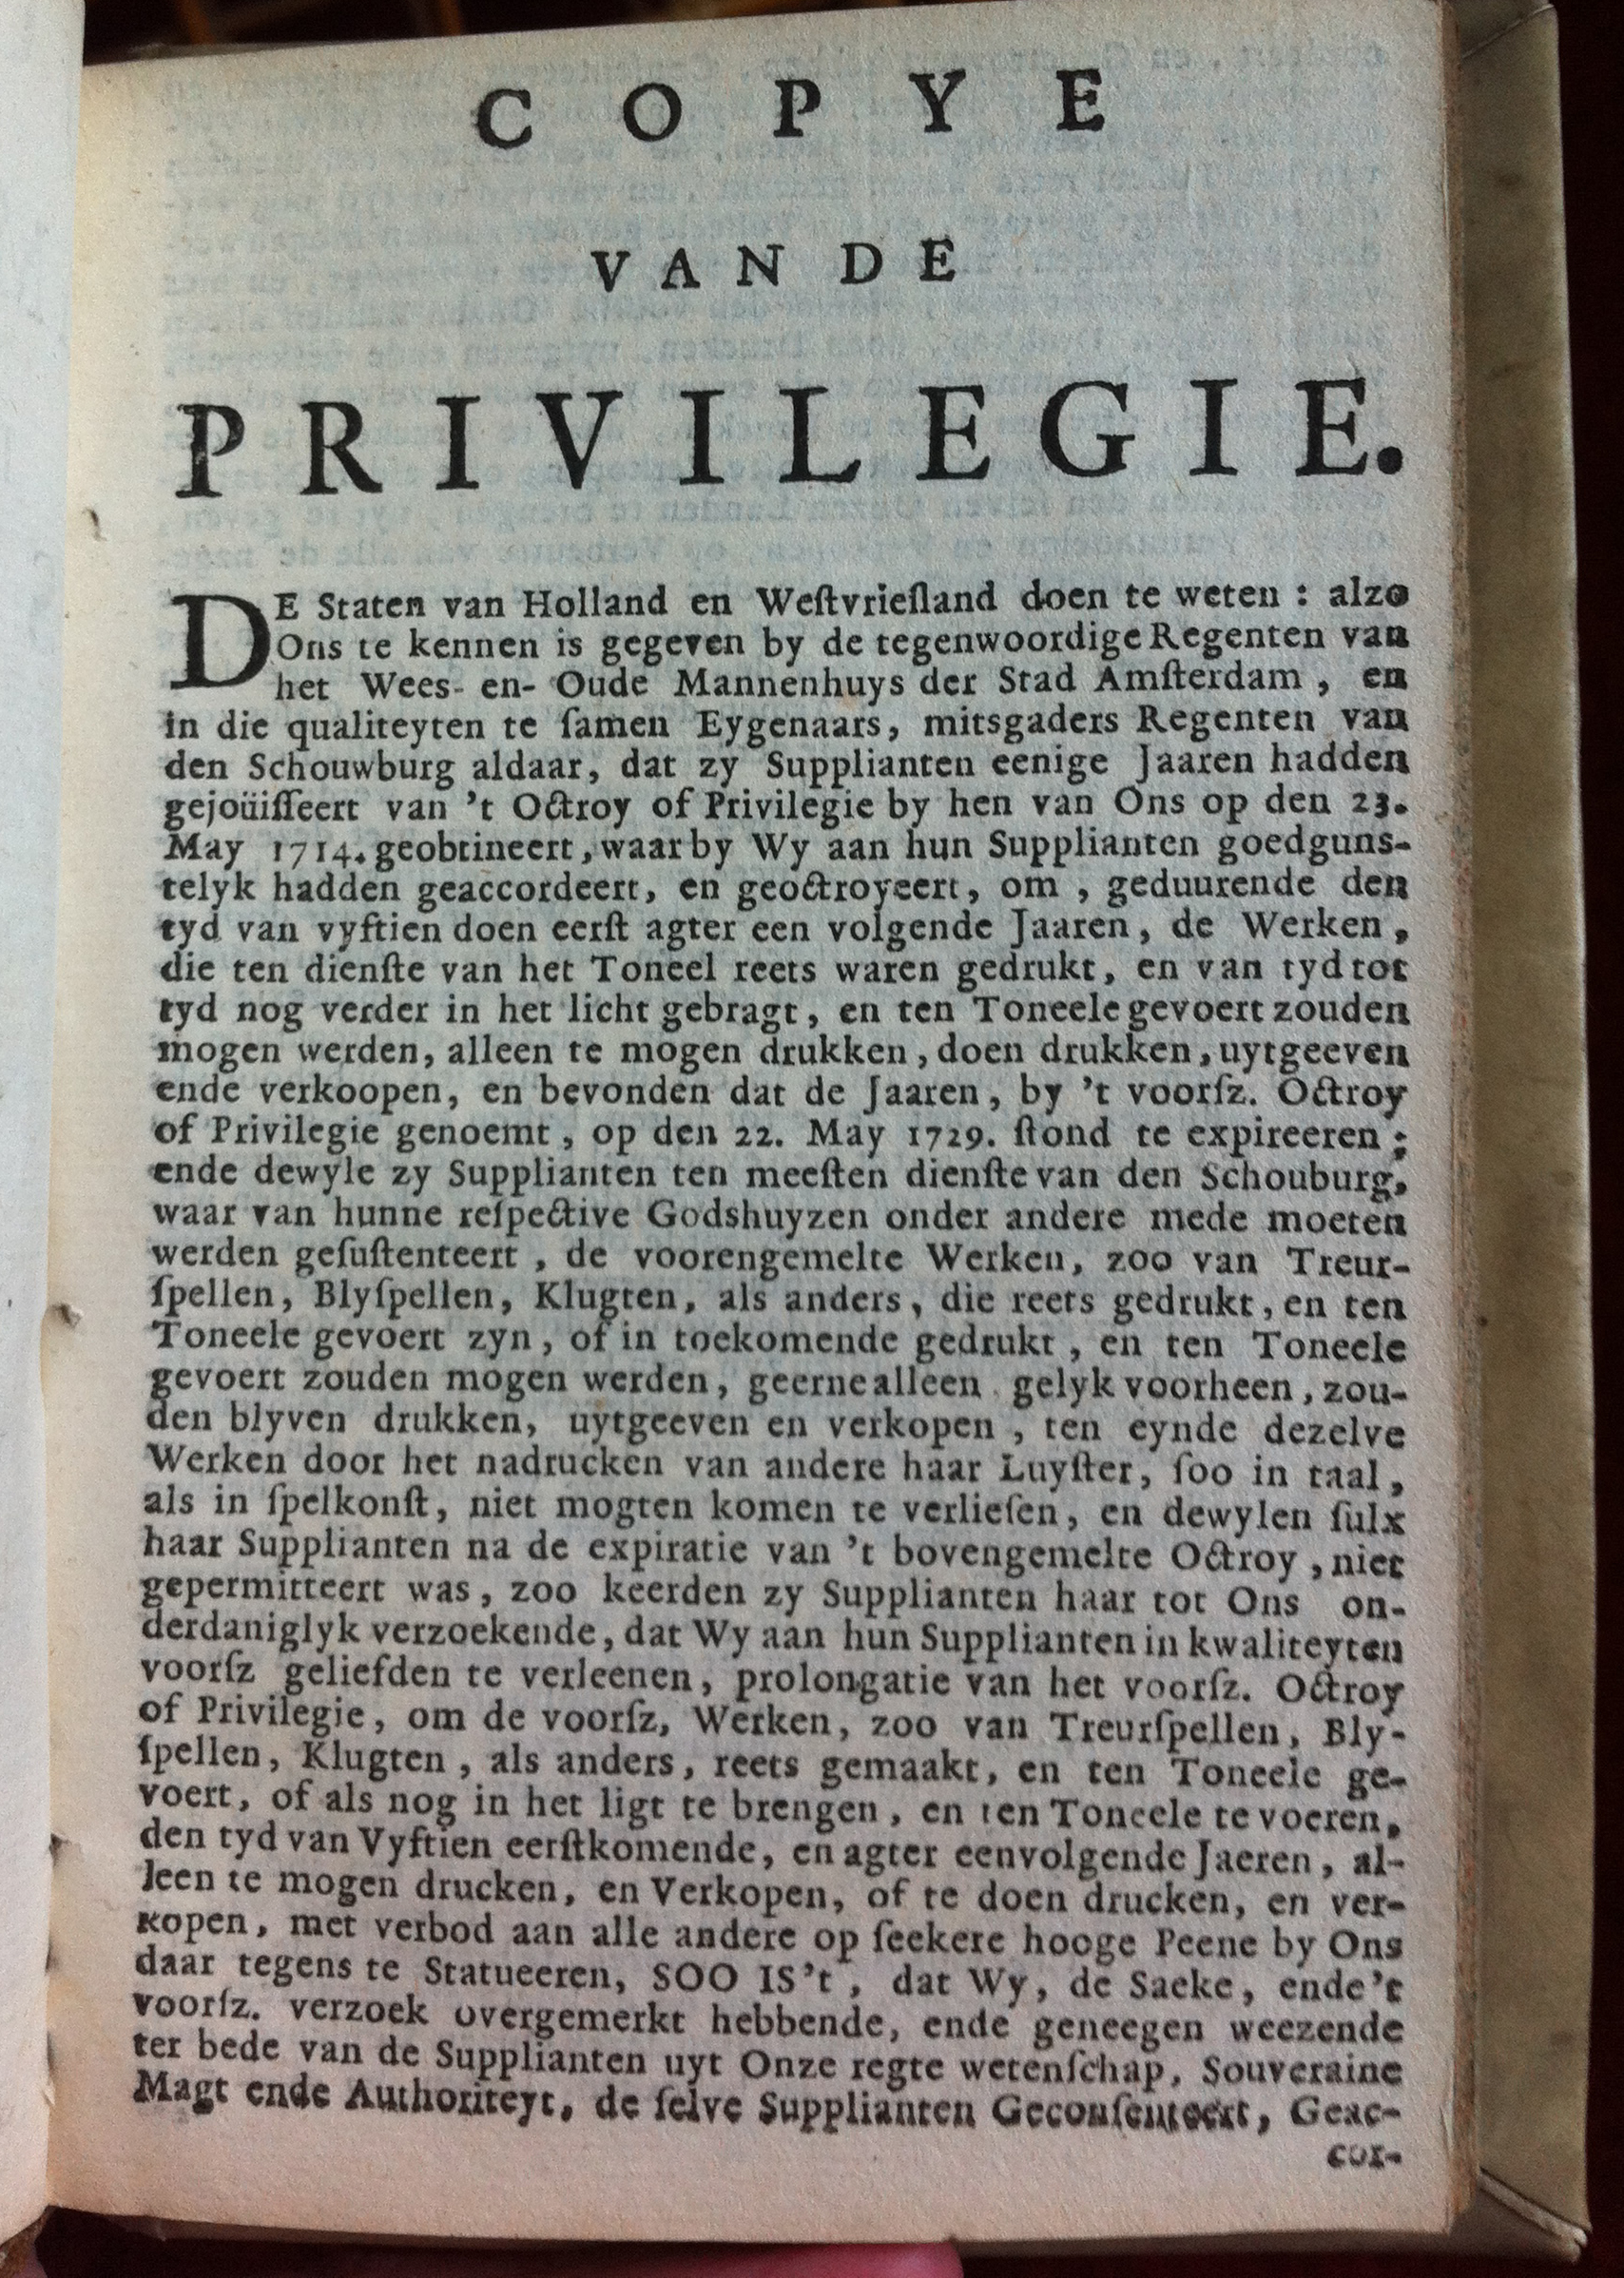 COPYE
VAN DE
PRIVILEGIE.
DE Staten van Holland en Weſtvrieſland doen te weten : alzo
Ons te kennen is gegeven by de tegenwoordige Regenten van
het Wees- en- Oude Mannenhuys der Stad Amſterdam , en
in die qualiteyten te ſamen Eygenaars, mitsgaders Regenten van
den Schouwburg aldaar, dat zy Supplianten eenige Jaaren hadden
gejoüiſſeert van 't Octroy of Privilegie by hen van Ons op den 23.
May 1714. geobtineert, waar by Wy aan hun Supplianten goedguns-
telyk hadden geaccordeert, en geoctroyeert, om , geduurende den
tyd van vyftien doen eerſt agter een volgende Jaaren, de Werken,
die ten dienſte van het Toneel reets waren gedrukt, en van tyd tot
tyd nog verder in het licht gebragt, en ten Toneele gevoert zouden
mogen werden, alleen te mogen drukken, doen drukken, uytgeeven
ende verkoopen, en bevonden dat de Jaaren, by 't voorſz. Octroy
of Privilegie genoemt, op den 22. May 1729. ſtond te expireeren;
ende dewyle zy Supplianten ten meeſten dienſte van den Schouburg,
waar van hunne reſpective Godshuyzen onder andere mede moeten
werden geſuſtenteert , de voorengemelte Werken, zoo van Treur-
ſpellen, Blyſpellen, Klugten, als anders, die reets gedrukt, en ten
Toneele gevoert zyn, of in toekomende gedrukt , en ten Toneele
gevoert zouden mogen werden, geerne alleen gelyk voorheen, zou-
den blyven drukken, uytgeeven en verkopen , ten eynde dezelve
Werken door het nadrucken van andere haar Luyſter, ſoo in taal,
als in ſpelkonſt, niet mogten komen te verlieſen, en dewylen ſulx
haar Supplianten na de expiratie van 't bovengemelte Octroy, niet
gepermitteert was, zoo keerden zy Supplianten haar tot Ons on-
derdaniglyk verzoekende, dat Wy aan hun Supplianten in kwaliteyten
voorſz geliefden te verleenen, prolongatie van het voorſz. Octroy
of Privilegie, om de voorſz, Werken, zoo van Treurſpellen, Bly-
ſpellen, Klugten , als anders, reets gemaakt, en ten Toneele ge-
voert, of als nog in het ligt te brengen, en ten Toneele te voeren,
den tyd van Vyftien eerſtkomende, en agter eenvolgende Jaeren, al-
leen te mogen drucken, en Verkopen, of te doen drucken, en ver-
kopen, met verbod aan alle andere op ſeekere hooge Peene by Ons
daar tegens te Statueeren, SOO IS't, dat Wy, de Saeke, ende 't
voorſz. verzoek overgemerkt hebbende, ende geneegen weezende
ter bede van de Supplianten uyt Onze regte wetenſchap, Souveraine
Magt ende Authoriteyt, de ſelve Supplianten Geconſenteert, Geac-
cor-